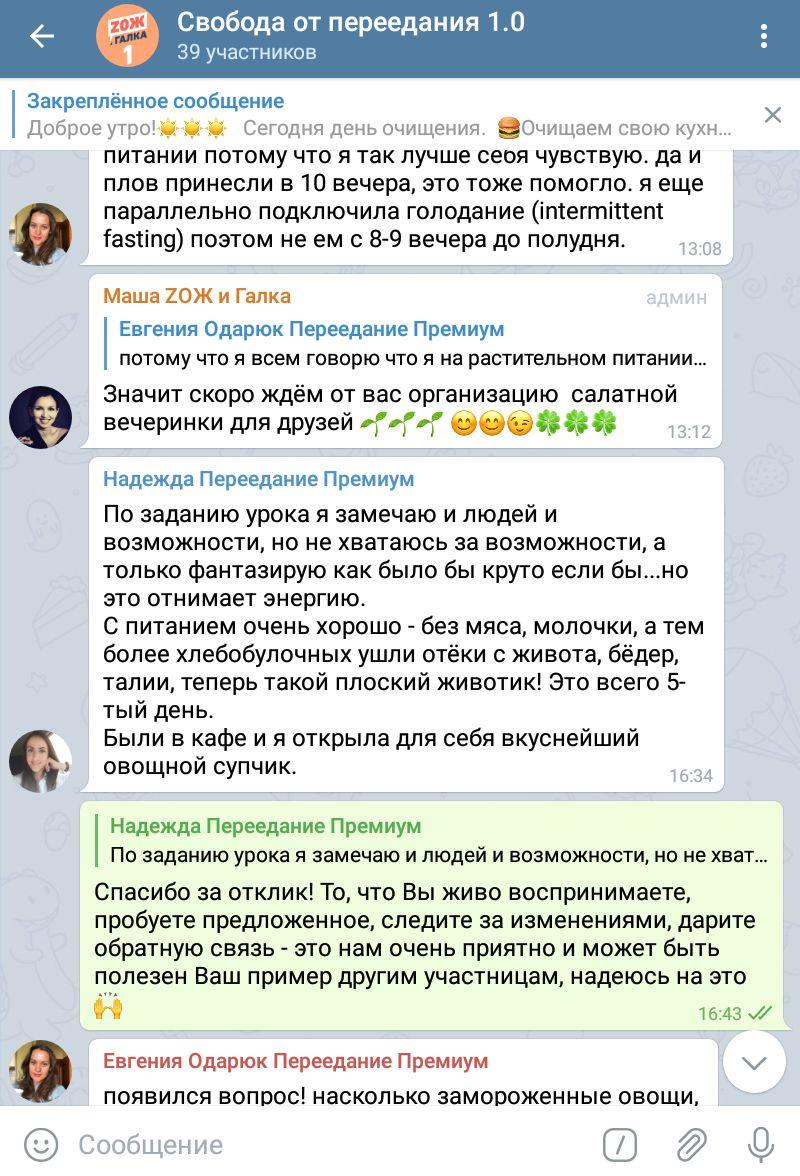 ZOЖ
ГАЛКА
1
Свобода от переедания 1.0
39 участников
Закреплённое сообщение
Доброе утро!☀️☀️☀️ Сегодня день очищения. 🍔Очищаем свою кухн...
питании потому что я так лучше себя чувствую. да и
плов принесли в 10 вечера, это тоже помогло. я еще
параллельно подключила голодание (intermittent
fasting) поэтом не ем с 8-9 вечера до полудня.
13:08
Маша ZOЖ и Галка
админ
Евгения Одарюк Переедание Премиум
потому что я всем говорю что я на растительном питании...
Значит скоро ждём от вас организацию салатной
вечеринки для друзей 🌱🌱🌱 😊😊😉🍀🍀🍀
13:12
Надежда Переедание Премиум
По заданию урока я замечаю и людей и
возможности, но не хватаюсь за возможности, а
только фантазирую как было бы круто если бы...но
это отнимает энергию.
С питанием очень хорошо - без мяса, молочки, а тем
более хлебобулочных ушли отёки с живота, бёдер,
талии, теперь такой плоский животик! Это всего 5-
тый день.
Были в кафе и я открыла для себя вкуснейший
овощной супчик.
16:34
Надежда Переедание Премиум
По заданию урока я замечаю и людей и возможности, но не хват...
Спасибо за отклик! То, что Вы живо воспринимаете,
пробуете предложенное, следите за изменениями, дарите
обратную связь - это нам очень приятно и может быть
полезен Ваш пример другим участницам, надеюсь на это
🙌
16:43
Евгения Одарюк Переедание Премиум
появился вопрос! насколько замороженные овощи,
Сообщение